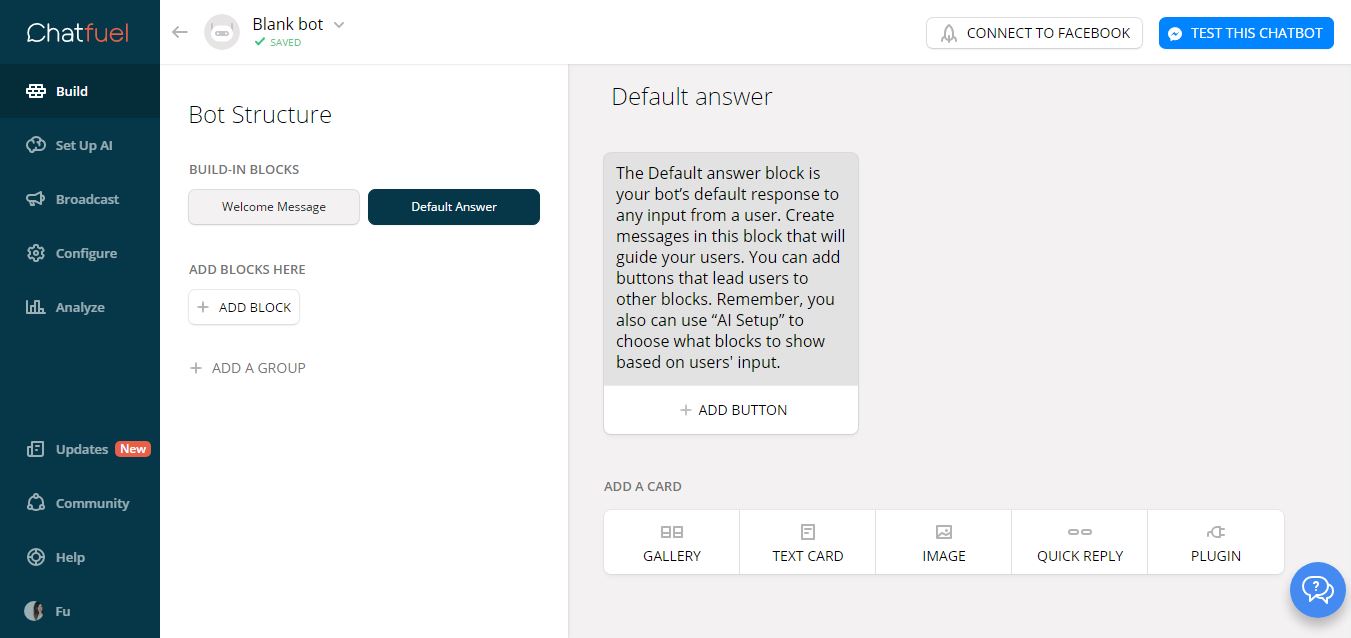 Chatfuel
Build
Set Up AI
Broadcast
Configure
Analyze
Updates New
Community
Help
Fu
Blank bot
SAVED
CONNECT TO FACEBOOK
TEST THIS CHATBOT
Bot Structure
BUILD-IN BLOCKS
Welcome Message
Default Answer
ADD BLOCKS HERE
+ ADD BLOCK
+ ADD A GROUP
Default answer
The Default answer block is
your bot’s default response to
any input from a user. Create
messages in this block that will
guide your users. You can add
buttons that lead users to
other blocks. Remember, you
also can use “AI Setup” to
choose what blocks to show
based on users' input.
+ ADD BUTTON
ADD A CARD
GALLERY
TEXT CARD
IMAGE
QUICK REPLY
PLUGIN
?